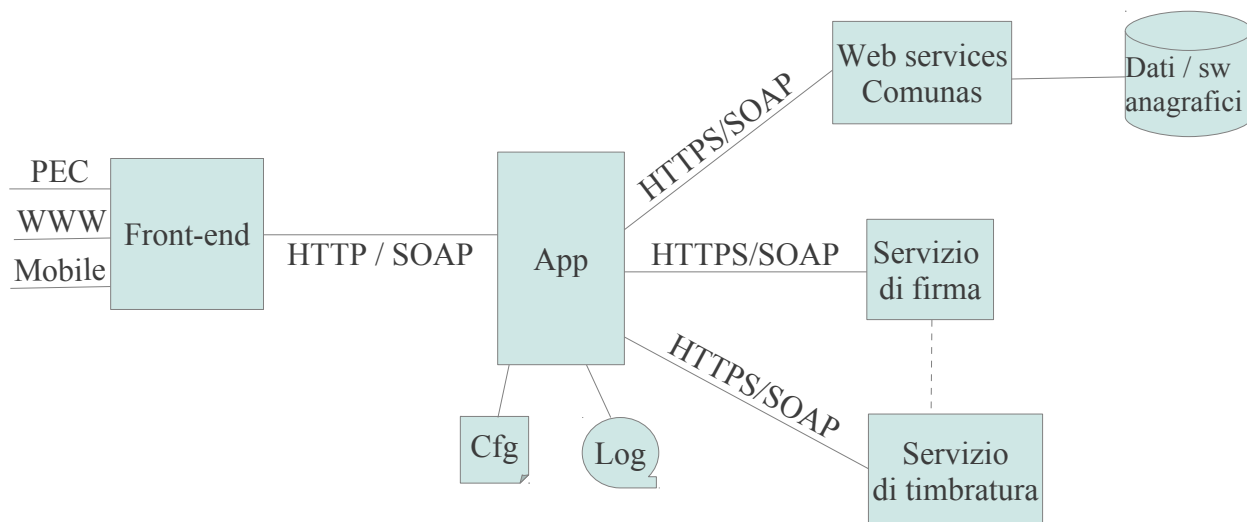 Web services
Comunas
Dati / sw
anagrafici
HTTPS/SOAP
PEC
WWW
Mobile
Front-end
HTTP / SOAP
App
HTTPS/SOAP
Servizio
di firma
HTTPS/SOAP
Cfg
Log
Servizio
di timbratura